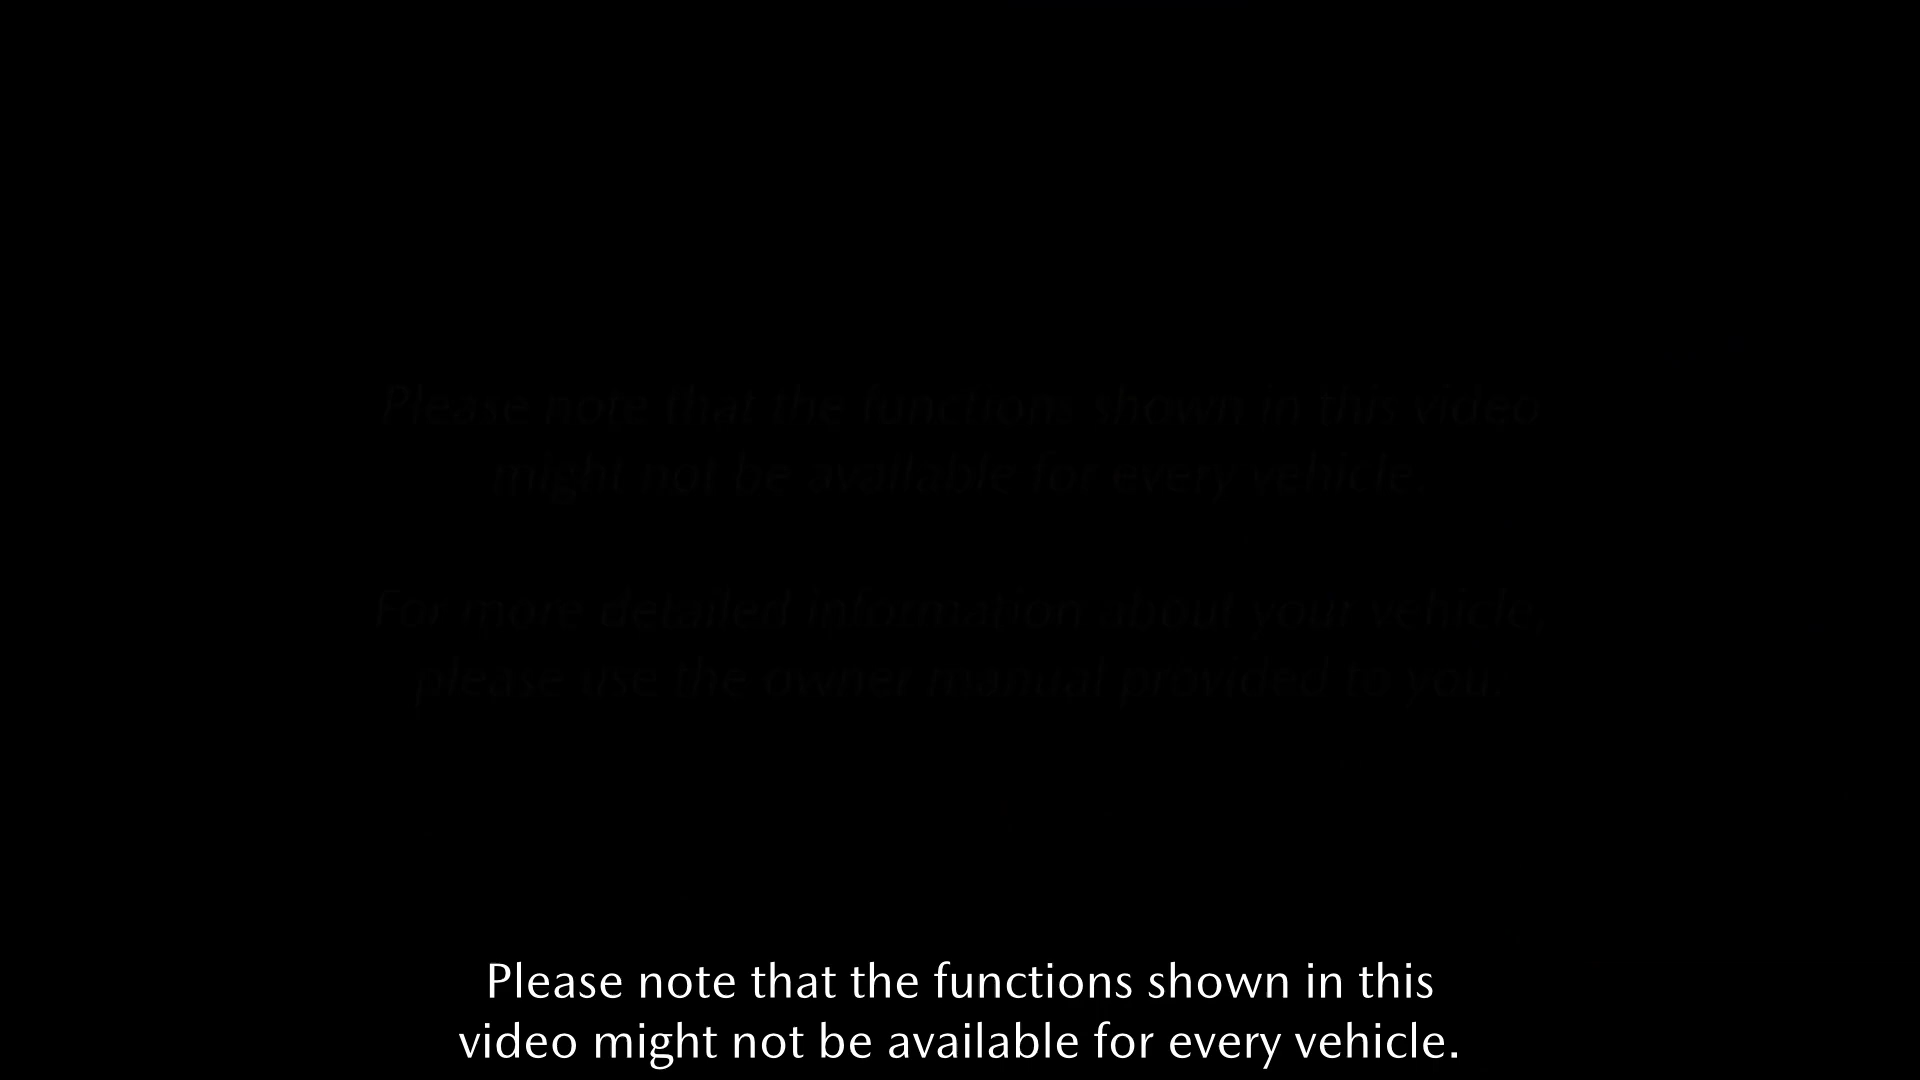 Please note that the functions shown in this video
might not be available for every vehicle.
For more detailed information about your vehicle,
please use the owner manual provided to you.
Please note that the functions shown in this
video might not be available for every vehicle.